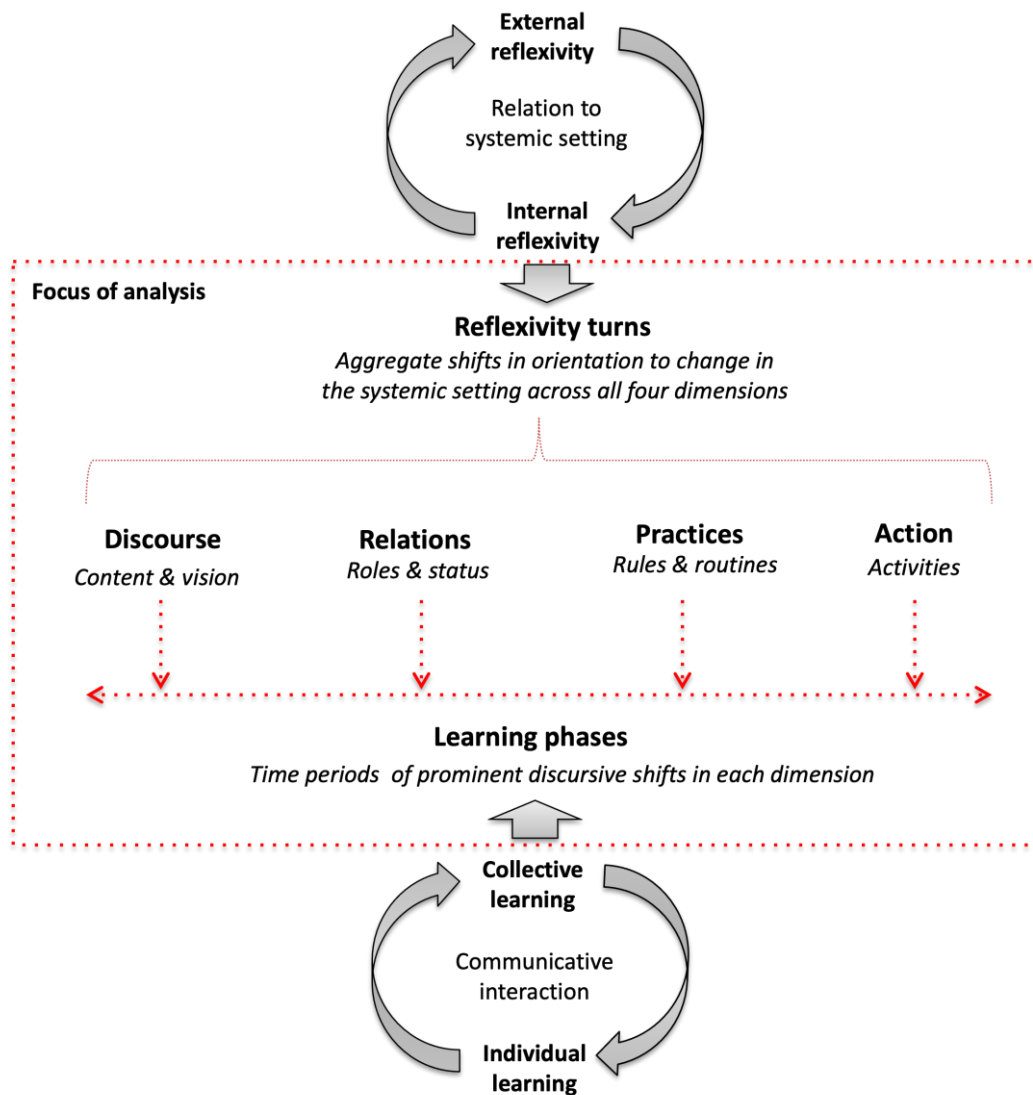 External
reflexivity
Relation to
systemic setting
Internal
reflexivity
Focus of analysis
Reflexivity turns
Aggregate shifts in orientation to change in
the systemic setting across all four dimensions
Discourse
Content & vision
Relations
Roles & status
Practices
Rules & routines
Action
Activities
Learning phases
Time periods of prominent discursive shifts in each dimension
Collective
learning
Communicative
interaction
Individual
learning